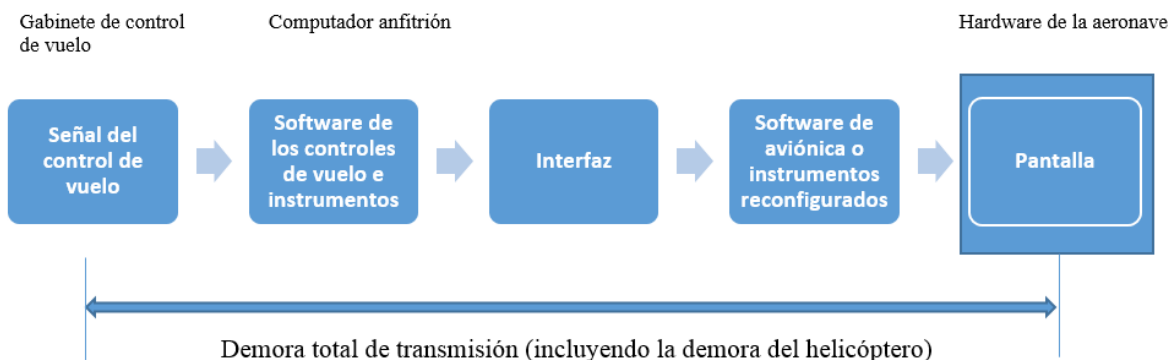 Gabinete de control
de vuelo
Computador anfitrión
Hardware de la aeronave
Señal del
control de
vuelo
Software de
los controles
de vuelo e
instrumentos
Interfaz
Software de
aviónica o
instrumentos
reconfigurados
Pantalla
Demora total de transmisión (incluyendo la demora del helicóptero)